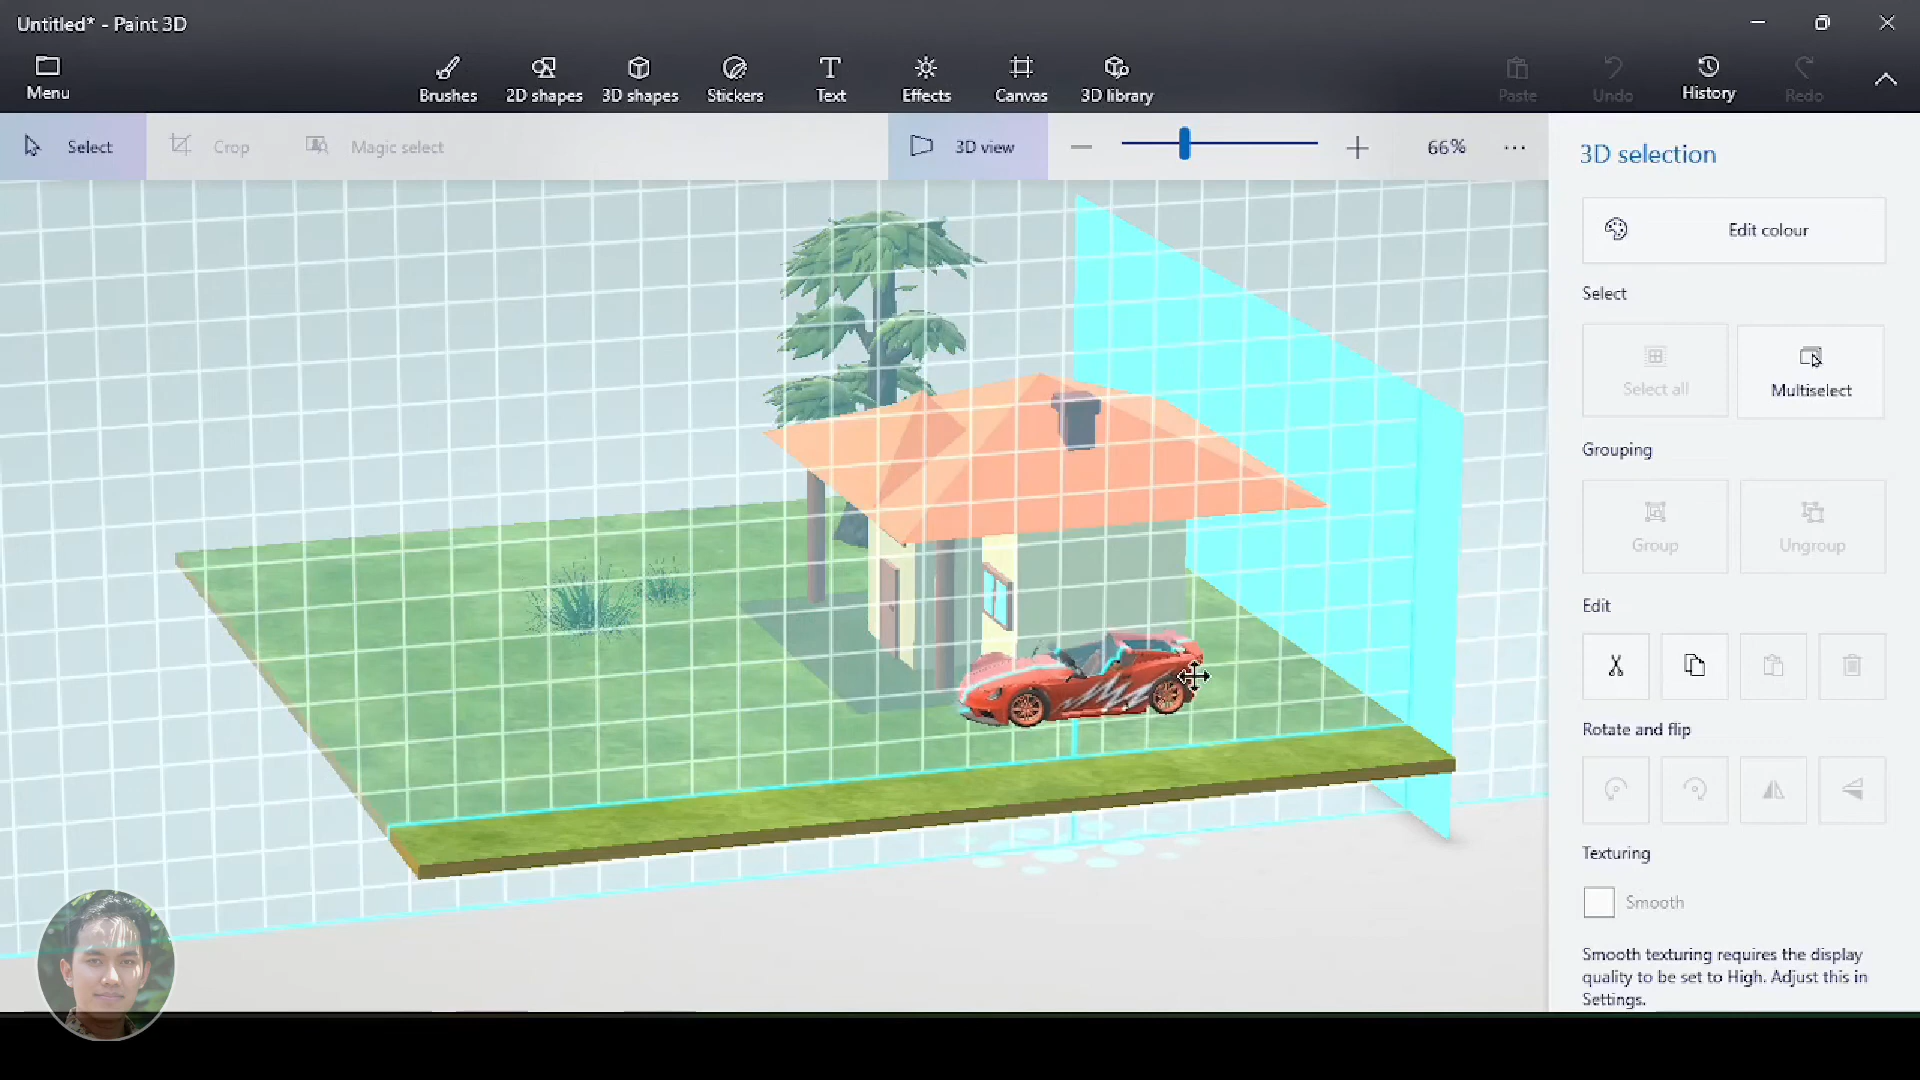 Untitled* - Paint 3D
Menu
Brushes
2D shapes
3D shapes
Stickers
Text
Effects
Canvas
3D library
Paste
Undo
History
Redo
Select
Crop
Magic select
3D view
66%
3D selection
Edit colour
Select
Select all
Multiselect
Grouping
Group
Ungroup
Edit
Rotate and flip
Texturing
Smooth
Smooth texturing requires the display
quality to be set to High. Adjust this in
Settings.